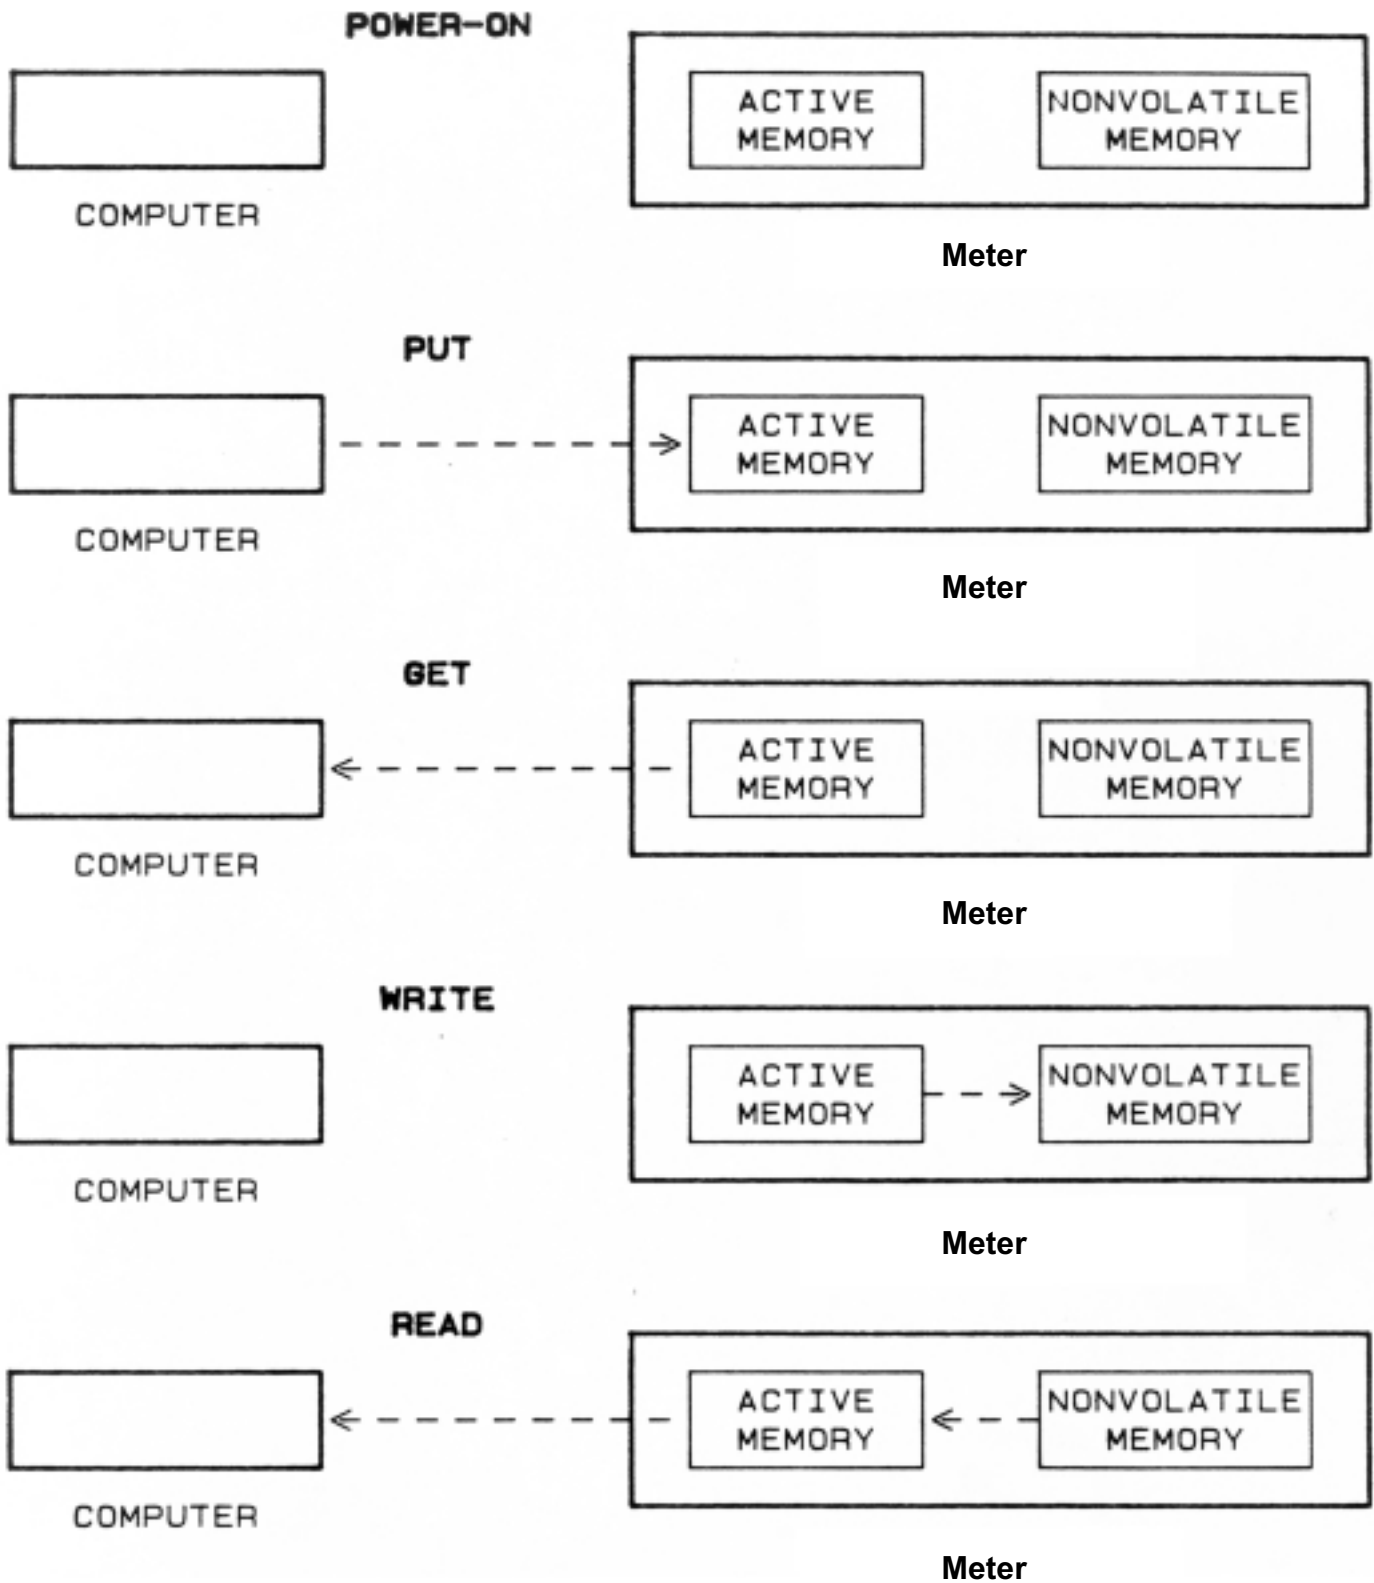 POWER-ON
ACTIVE
MEMORY
NONVOLATILE
MEMORY
COMPUTER
Meter
PUT
ACTIVE
MEMORY
NONVOLATILE
MEMORY
COMPUTER
Meter
GET
ACTIVE
MEMORY
NONVOLATILE
MEMORY
COMPUTER
Meter
WRITE
ACTIVE
MEMORY
NONVOLATILE
MEMORY
COMPUTER
Meter
READ
ACTIVE
MEMORY
NONVOLATILE
MEMORY
COMPUTER
Meter